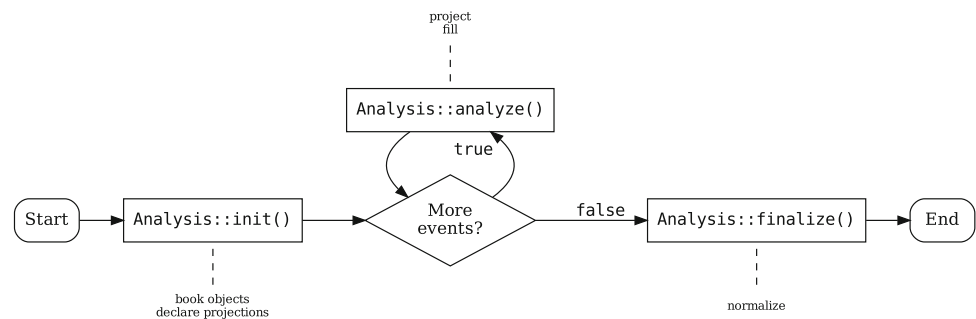 project
fill
Analysis::analyze()
true
Start
Analysis::init()
More
events?
false
Analysis::finalize()
End
book objects
declare projections
normalize